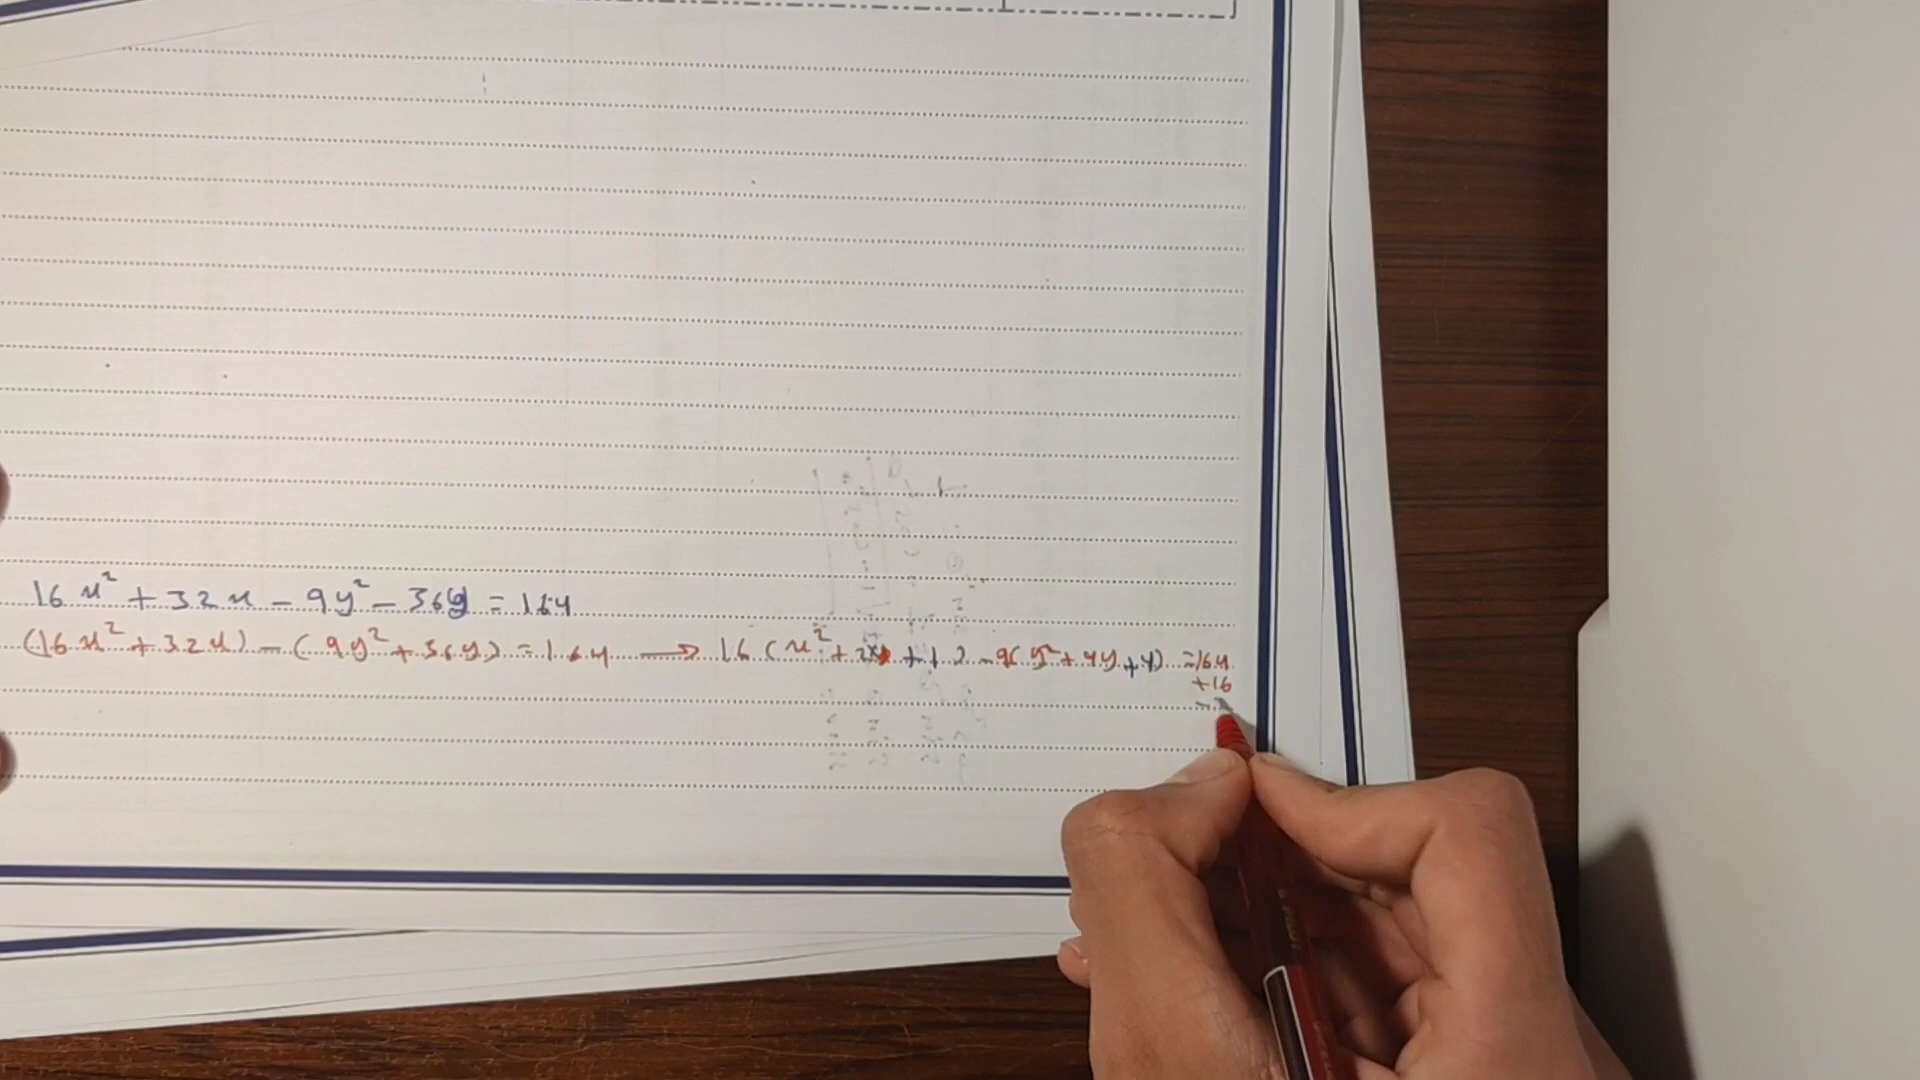 16x² + 32x - 9y² - 36y = 164
(16x² + 32x) - (9y² + 36y) = 164 → 16(x² + 2x + 1) - 9(y² + 4y + 4) = 164
+16
-